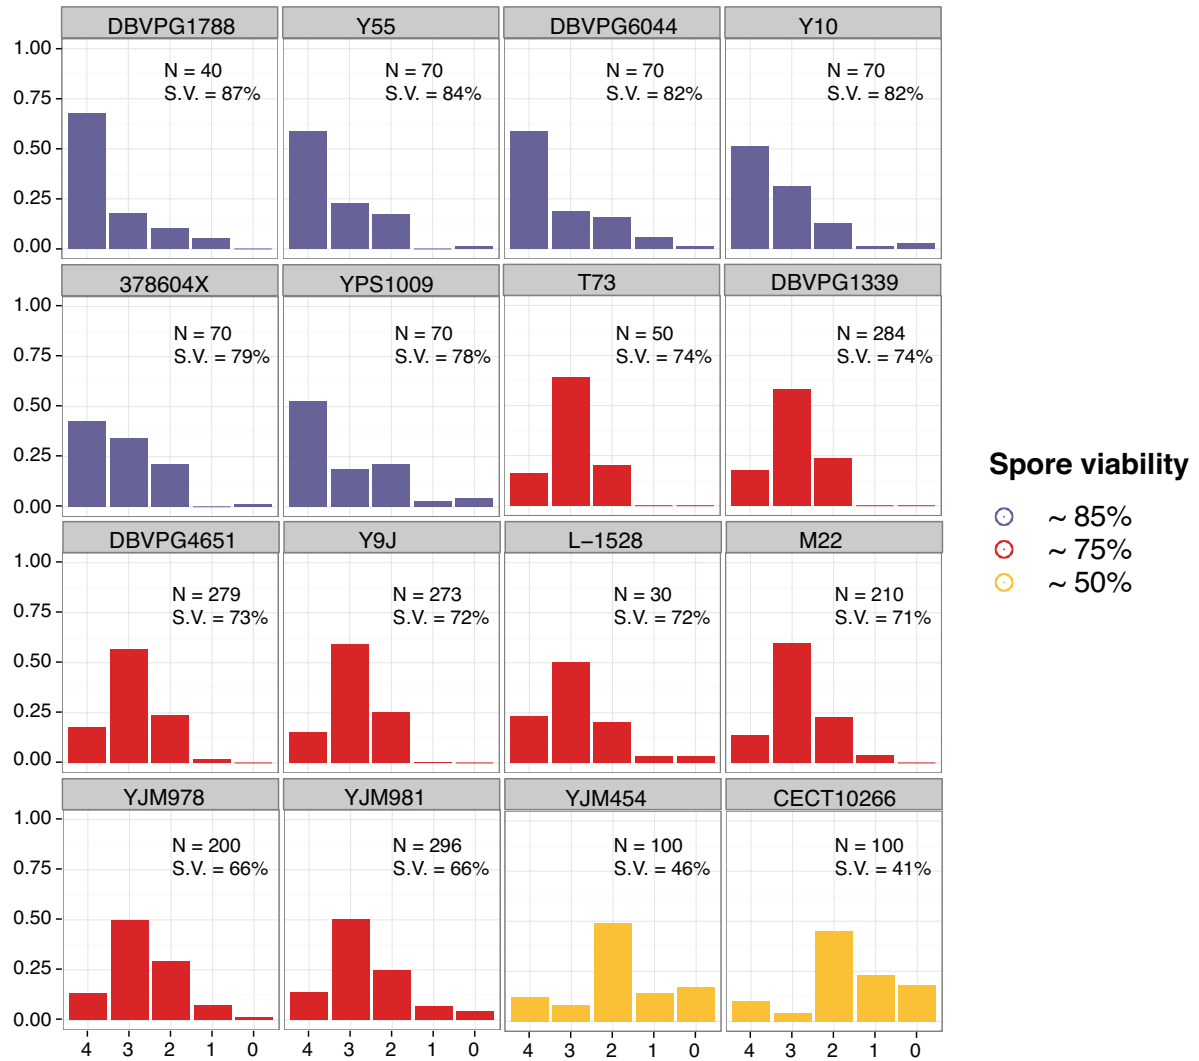 DBVPG1788 Y55 DBVPG6044 Y10
1.00
N = 40 N = 70 N = 70 N = 70
S.V. = 87% S.V. = 84% S.V. = 82% S.V. = 82%
0.75
0.50
0.25
0.00
378604X YPS1009 T73 DBVPG1339
1.00
N = 70 N = 70 N = 50 N = 284
S.V. = 79% S.V. = 78% S.V. = 74% S.V. = 74%
0.75
0.50
0.25
0.00
Spore viability
~ 85%
~ 75%
~ 50%
DBVPG4651 Y9J L−1528 M22
1.00
N = 279 N = 273 N = 30 N = 210
S.V. = 73% S.V. = 72% S.V. = 72% S.V. = 71%
0.75
0.50
0.25
0.00
YJM978 YJM981 YJM454 CECT10266
1.00
N = 200 N = 296 N = 100 N = 100
S.V. = 66% S.V. = 66% S.V. = 46% S.V. = 41%
0.75
0.50
0.25
0.00
4 3 2 1 0 4 3 2 1 0 4 3 2 1 0 4 3 2 1 0